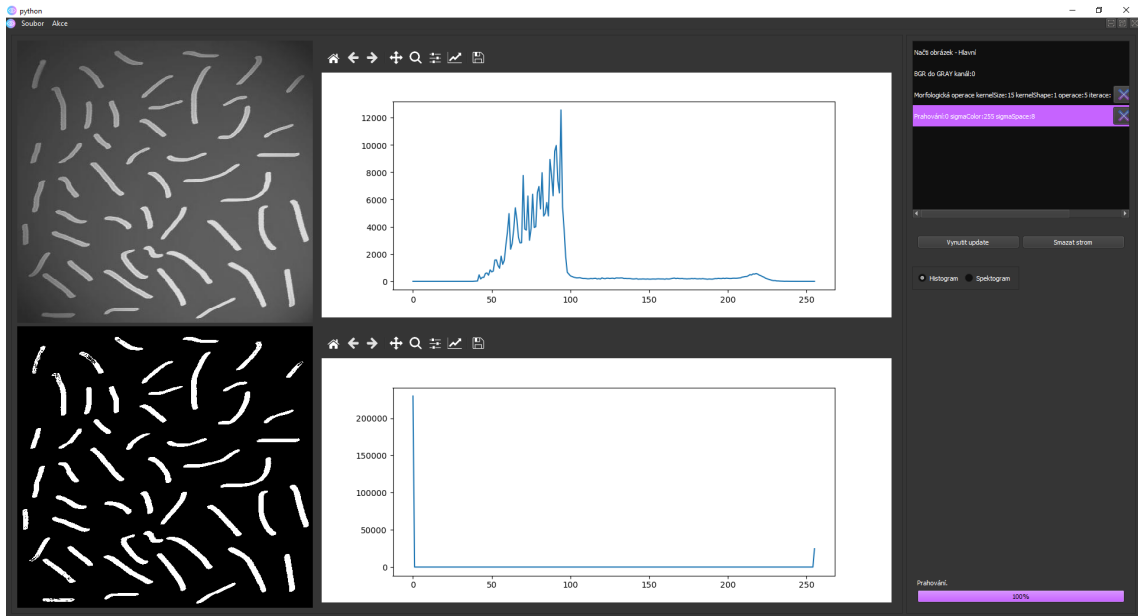 python
Soubor Akce
12000
10000
8000
6000
4000
2000
0
0 50 100 150 200 250
200000
150000
100000
50000
0
0 50 100 150 200 250
Načti obrázek - Hlavní
BGR do GRAY kanál:0
Morfologická operace kernelSize:15 kernelShape:1 operace:5 iterace:
Prahování:0 sigmaColor:255 sigmaSpace:8
Vynutit update Smazat strom
Histogram Spektogram
Prahování.
100%